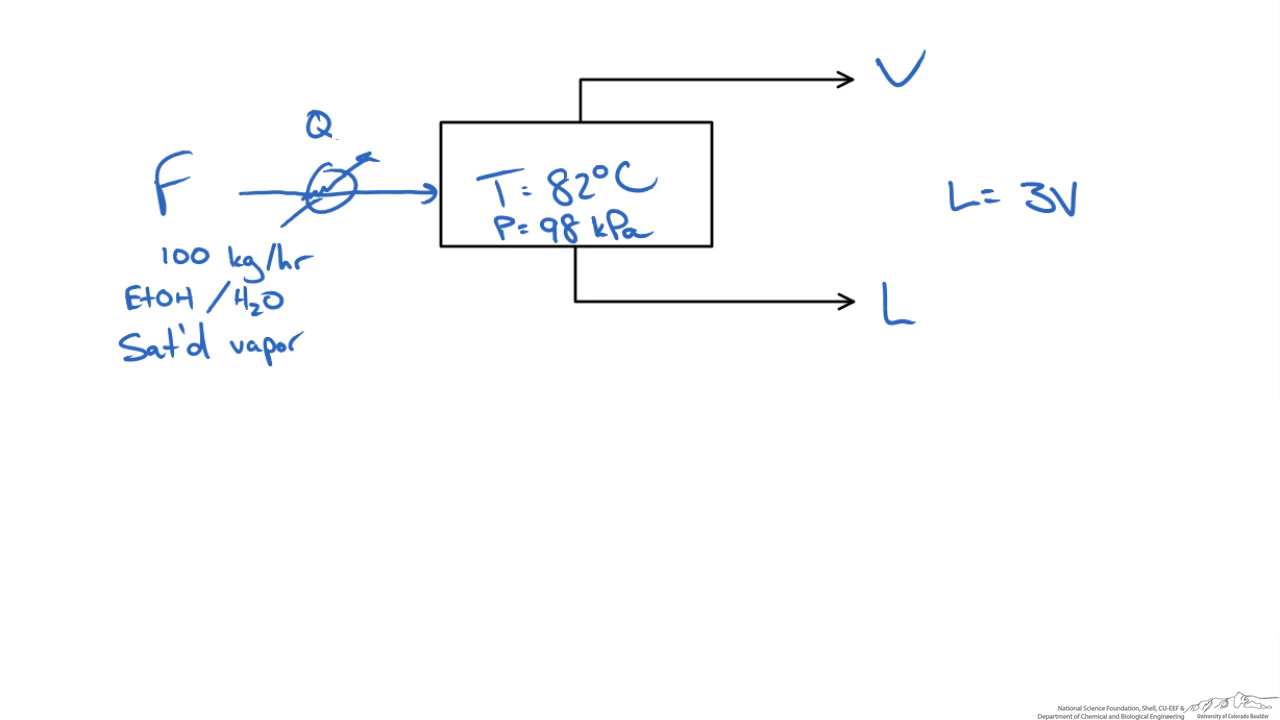 V
Q
F
T= 82°C
P= 98 kPa
L= 3V
100 kg/hr
EtOH / H₂O
Sat'd vapor
L
National Science Foundation, Shell, CU-EEF &
Department of Chemical and Biological Engineering
University of Colorado Boulder